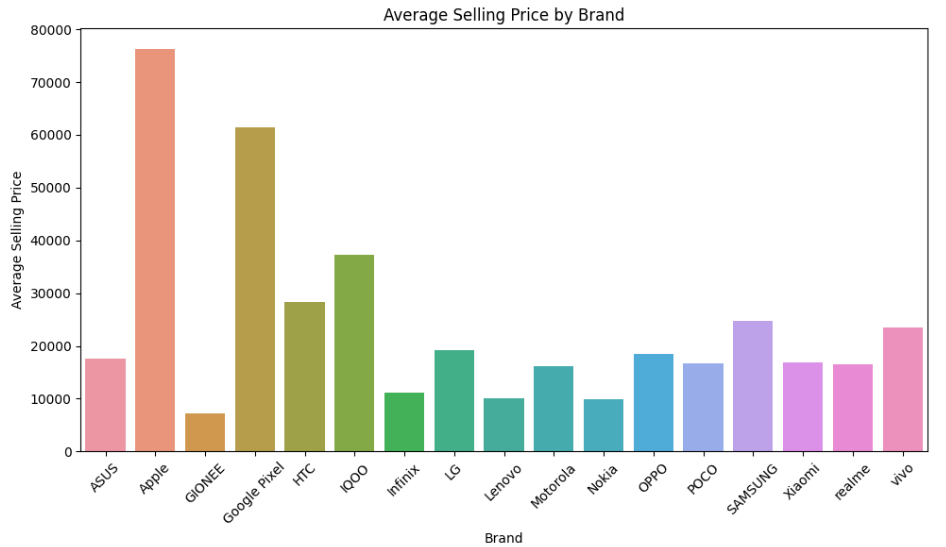 Average Selling Price by Brand
Average Selling Price
80000
70000
60000
50000
40000
30000
20000
10000
0
ASUS
Apple
GIONEE
Google Pixel
HTC
IQOO
Infinix
LG
Lenovo
Motorola
Nokia
OPPO
POCO
SAMSUNG
Xiaomi
realme
vivo
Brand